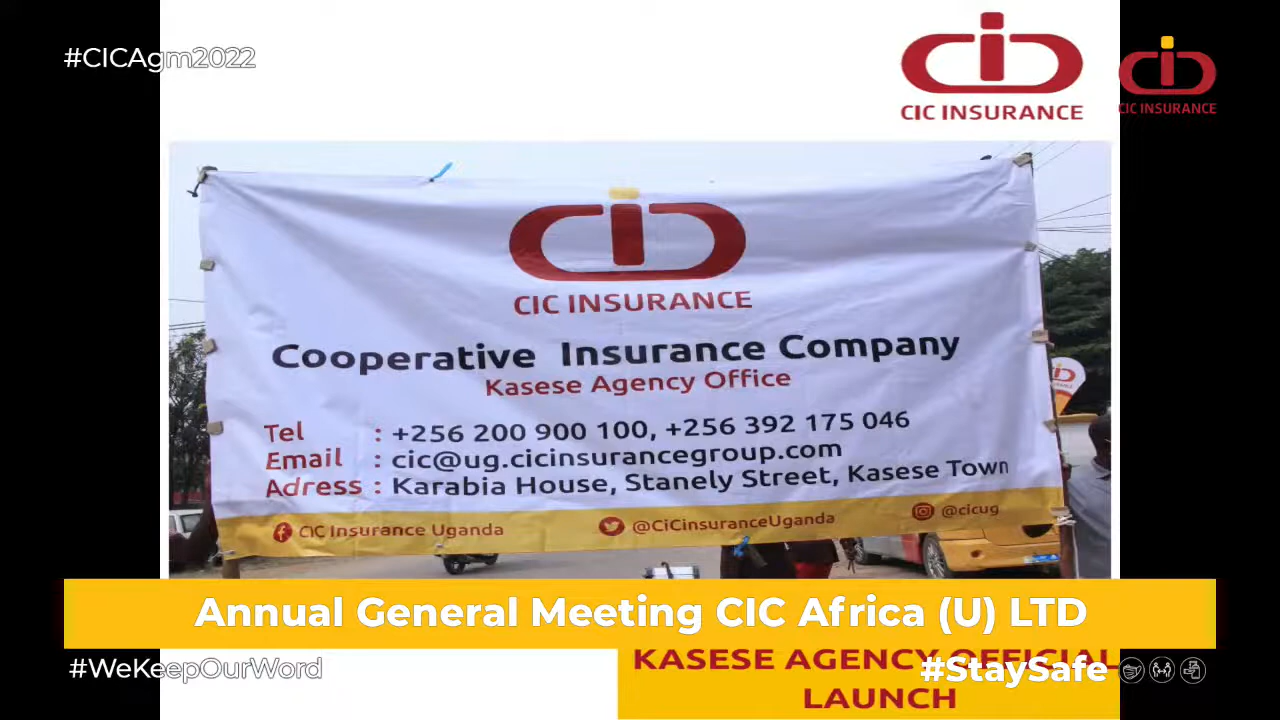 #CICAgm2022
CIC INSURANCE
CIC INSURANCE
CIC INSURANCE
Cooperative Insurance Company
Kasese Agency Office
Tel : +256 200 900 100, +256 392 175 046
Email : cic@ug.cicinsurancegroup.com
Adress : Karabia House, Stanely Street, Kasese Town
CIC Insurance Uganda @CiCinsuranceUganda @cicug
Annual General Meeting CIC Africa (U) LTD
#WeKeepOurWord
KASESE AGENCY OFFICIAL
#StaySafe
LAUNCH